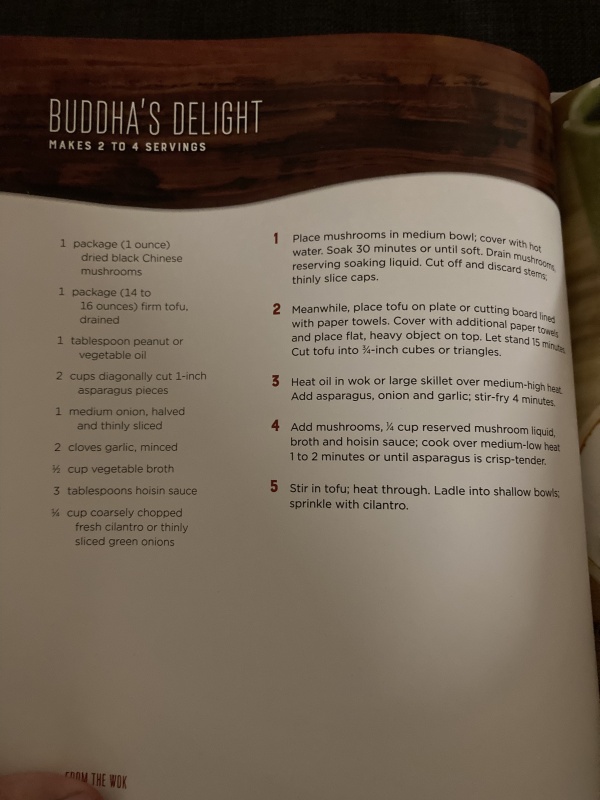 BUDDHA'S DELIGHT
MAKES 2 TO 4 SERVINGS
1 package (1 ounce)
dried black Chinese
mushrooms
1 package (14 to
16 ounces) firm tofu,
drained
1 tablespoon peanut or
vegetable oil
2 cups diagonally cut 1-inch
asparagus pieces
1 medium onion, halved
and thinly sliced
2 cloves garlic, minced
½ cup vegetable broth
3 tablespoons hoisin sauce
¼ cup coarsely chopped
fresh cilantro or thinly
sliced green onions
1 Place mushrooms in medium bowl; cover with hot
water. Soak 30 minutes or until soft. Drain mushrooms,
reserving soaking liquid. Cut off and discard stems;
thinly slice caps.
2 Meanwhile, place tofu on plate or cutting board lined
with paper towels. Cover with additional paper towels
and place flat, heavy object on top. Let stand 15 minutes.
Cut tofu into ¾-inch cubes or triangles.
3 Heat oil in wok or large skillet over medium-high heat.
Add asparagus, onion and garlic; stir-fry 4 minutes.
4 Add mushrooms, ¼ cup reserved mushroom liquid,
broth and hoisin sauce; cook over medium-low heat
1 to 2 minutes or until asparagus is crisp-tender.
5 Stir in tofu; heat through. Ladle into shallow bowls;
sprinkle with cilantro.
FROM THE WOK